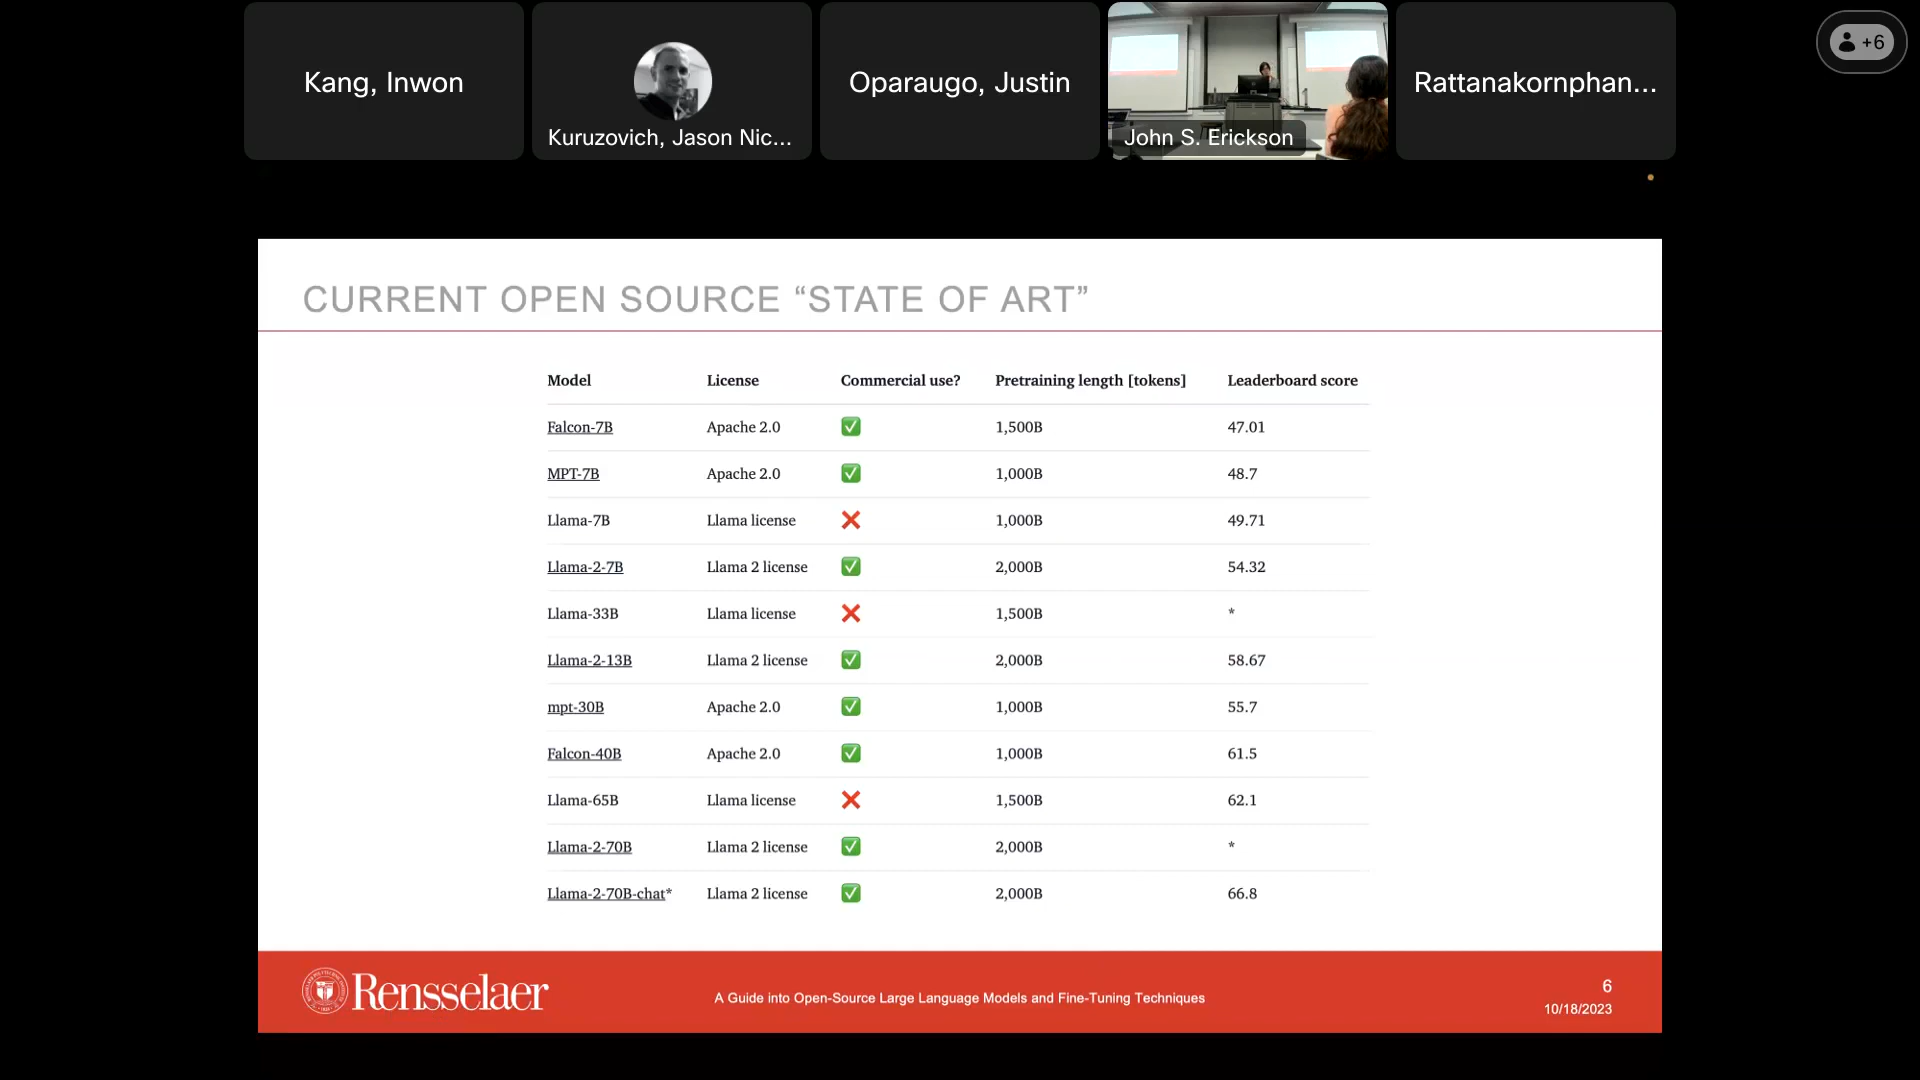 Kang, Inwon
Kuruzovich, Jason Nic...
Oparaugo, Justin
John S. Erickson
Rattanakornphan...
+6
CURRENT OPEN SOURCE “STATE OF ART”
Model License Commercial use? Pretraining length [tokens] Leaderboard score
Falcon-7B Apache 2.0 ✅ 1,500B 47.01
MPT-7B Apache 2.0 ✅ 1,000B 48.7
Llama-7B Llama license ❌ 1,000B 49.71
Llama-2-7B Llama 2 license ✅ 2,000B 54.32
Llama-33B Llama license ❌ 1,500B *
Llama-2-13B Llama 2 license ✅ 2,000B 58.67
mpt-30B Apache 2.0 ✅ 1,000B 55.7
Falcon-40B Apache 2.0 ✅ 1,000B 61.5
Llama-65B Llama license ❌ 1,500B 62.1
Llama-2-70B Llama 2 license ✅ 2,000B *
Llama-2-70B-chat* Llama 2 license ✅ 2,000B 66.8
Rensselaer
A Guide into Open-Source Large Language Models and Fine-Tuning Techniques
6
10/18/2023